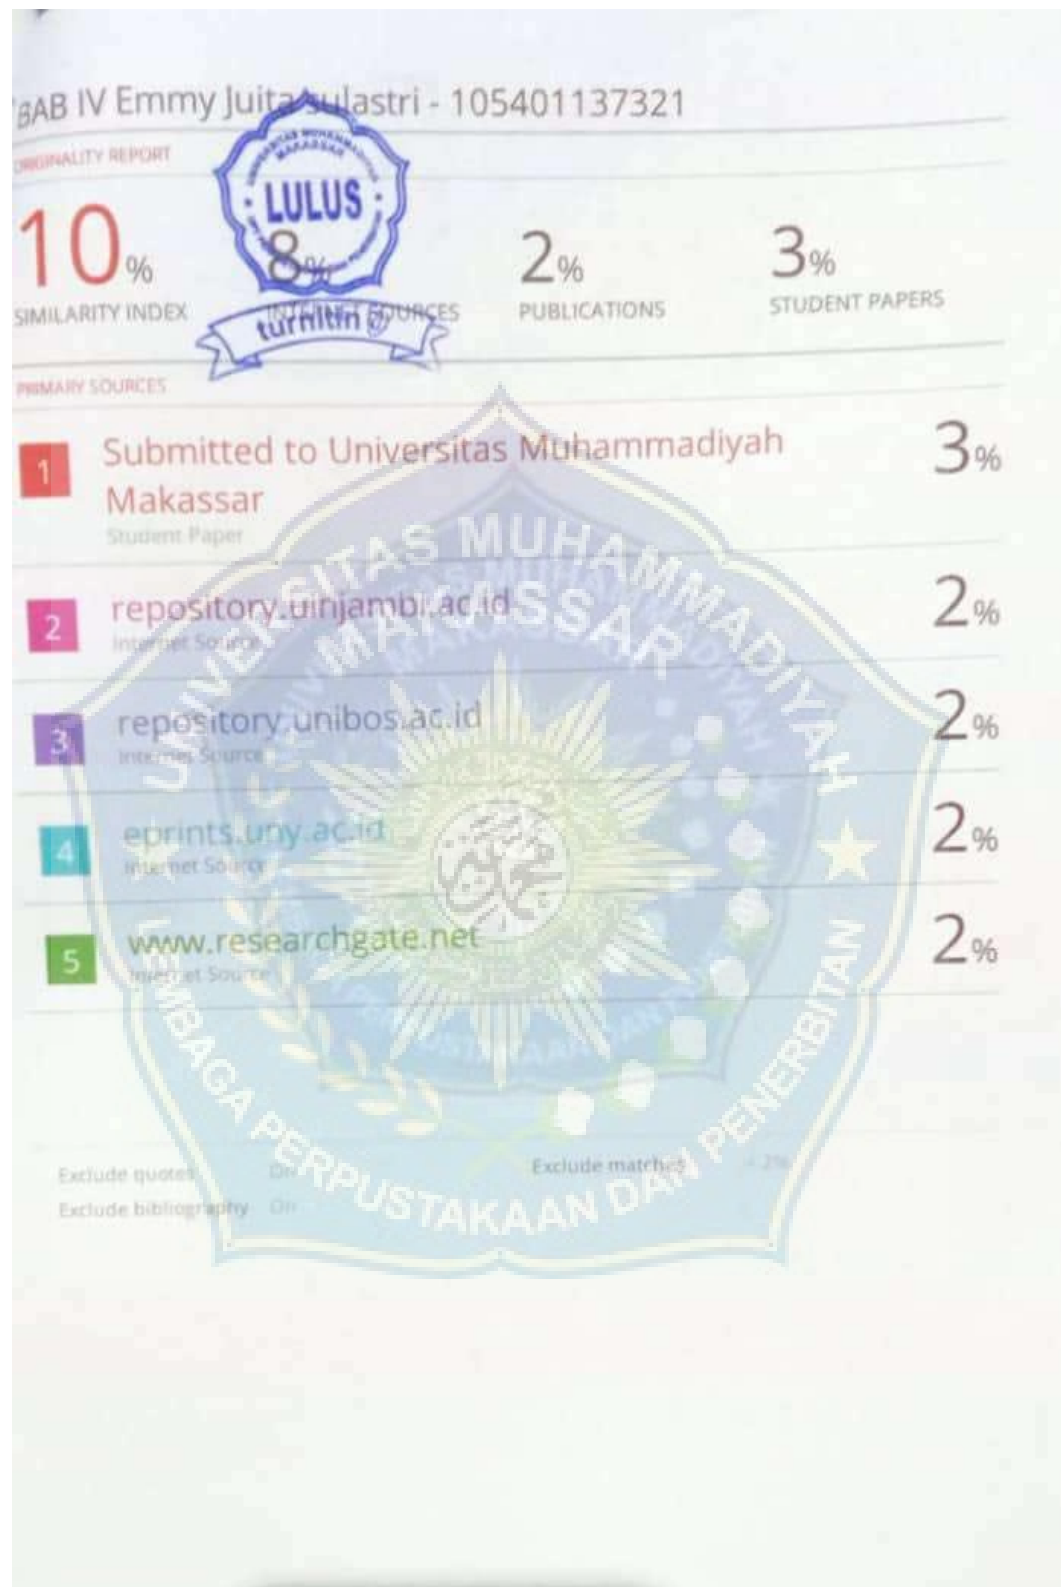 BAB IV Emmy Juita sulastri - 105401137321
ORIGINALITY REPORT
10%
SIMILARITY INDEX
8%
INTERNET SOURCES
2%
PUBLICATIONS
3%
STUDENT PAPERS
UNIVERSITAS MUHAMMADIYAH
MAKASSAR
LULUS
turnitin
PRIMARY SOURCES
1 Submitted to Universitas Muhammadiyah 3%
Makassar
Student Paper
2 repository.uinjambi.ac.id 2%
Internet Source
3 repository.unibos.ac.id 2%
Internet Source
4 eprints.uny.ac.id 2%
Internet Source
5 www.researchgate.net 2%
Internet Source
Exclude quotes On Exclude matches < 2%
Exclude bibliography On
UNIVERSITAS MUHAMMADIYAH
MAKASSAR
LEMBAGA PERPUSTAKAAN DAN PENERBITAN